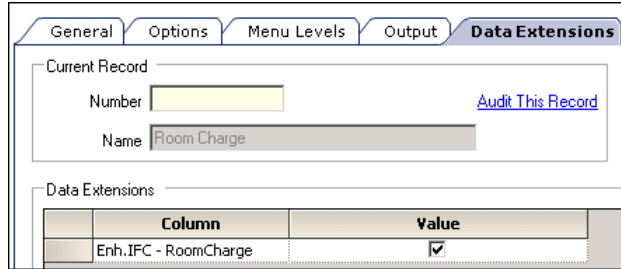 General Options Menu Levels Output Data Extensions
Current Record
Number Audit This Record
Name Room Charge
Data Extensions
Column Value
Enh.IFC - RoomCharge